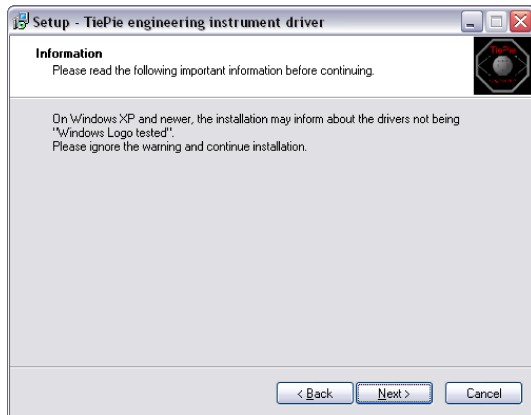 Setup - TiePie engineering instrument driver
Information
Please read the following important information before continuing.
TiePie
On Windows XP and newer, the installation may inform about the drivers not being
"Windows Logo tested".
Please ignore the warning and continue installation.
< Back
Next >
Cancel